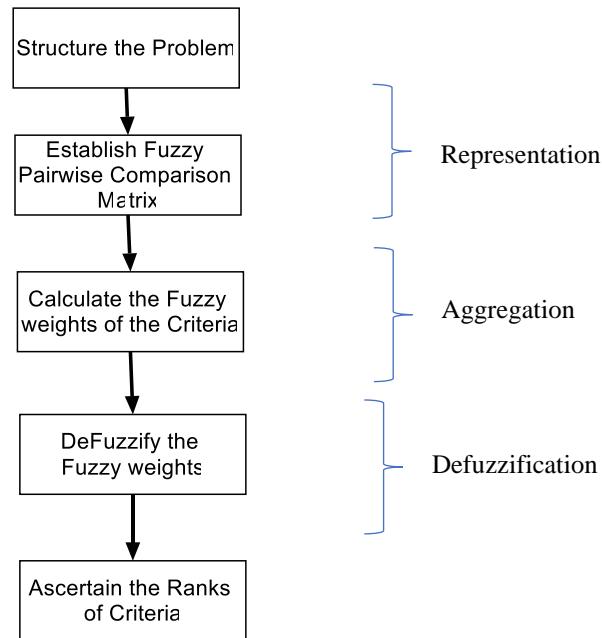 Structure the Problem
Establish Fuzzy
Pairwise Comparison
Matrix
Representation
Calculate the Fuzzy
weights of the Criteria
Aggregation
DeFuzzify the
Fuzzy weights
Defuzzification
Ascertain the Ranks
of Criteria